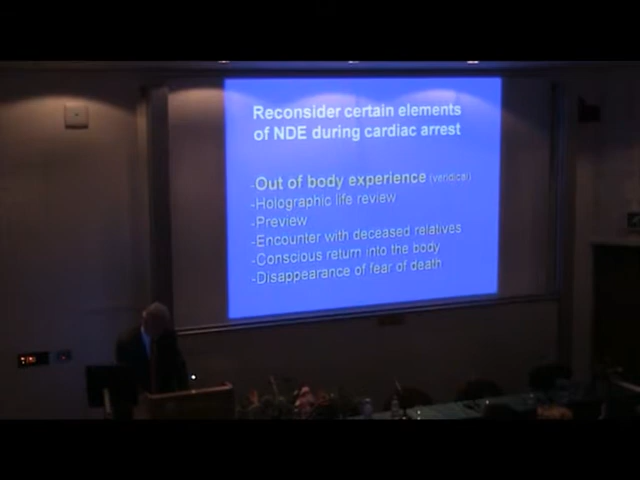 Reconsider certain elements
of NDE during cardiac arrest
-Out of body experience (veridical)
-Holographic life review
-Preview
-Encounter with deceased relatives
-Conscious return into the body
-Disappearance of fear of death